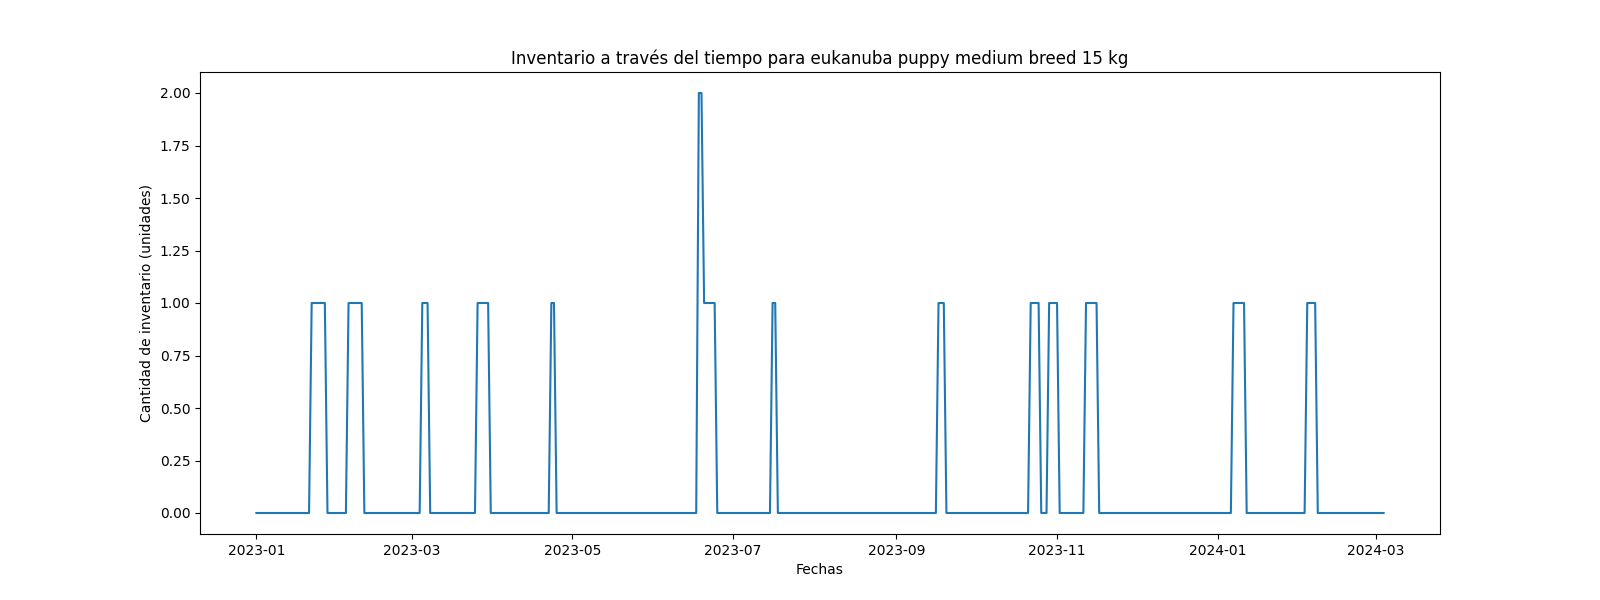 Inventario a través del tiempo para eukanuba puppy medium breed 15 kg
Cantidad de inventario (unidades)
2.00
1.75
1.50
1.25
1.00
0.75
0.50
0.25
0.00
2023-01 2023-03 2023-05 2023-07 2023-09 2023-11 2024-01 2024-03
Fechas